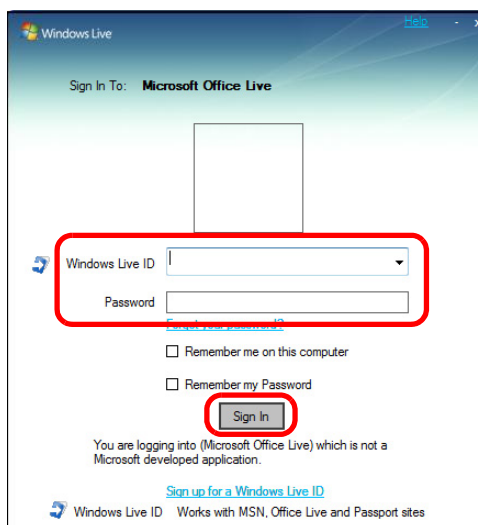 Help - x
Windows Live
Sign In To: Microsoft Office Live
Windows Live ID
Password
Forgot your password?
Remember me on this computer
Remember my Password
Sign In
You are logging into (Microsoft Office Live) which is not a
Microsoft developed application.
Sign up for a Windows Live ID
Windows Live ID Works with MSN, Office Live and Passport sites